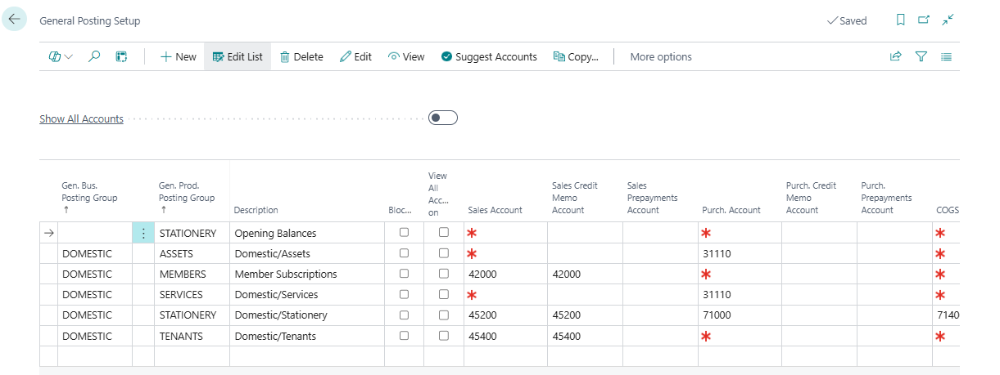 General Posting Setup
Saved
New
Edit List
Delete
Edit
View
Suggest Accounts
Copy...
More options
Show All Accounts
Gen. Bus. Posting Group ↑
Gen. Prod. Posting Group ↑
Description
Bloc...
View All Acc... on
Sales Account
Sales Credit Memo Account
Sales Prepayments Account
Purch. Account
Purch. Credit Memo Account
Purch. Prepayments Account
COGS
STATIONERY Opening Balances * * *
DOMESTIC ASSETS Domestic/Assets * 31110 *
DOMESTIC MEMBERS Member Subscriptions 42000 42000 * *
DOMESTIC SERVICES Domestic/Services * 31110 *
DOMESTIC STATIONERY Domestic/Stationery 45200 45200 71000 7140
DOMESTIC TENANTS Domestic/Tenants 45400 45400 * *